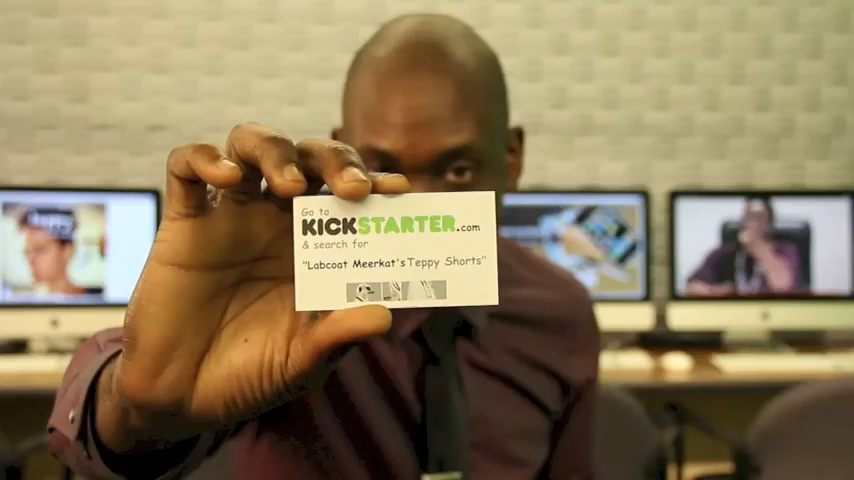 Go to
KICKSTARTER.com
& search for
"Labcoat Meerkat's Teppy Shorts"